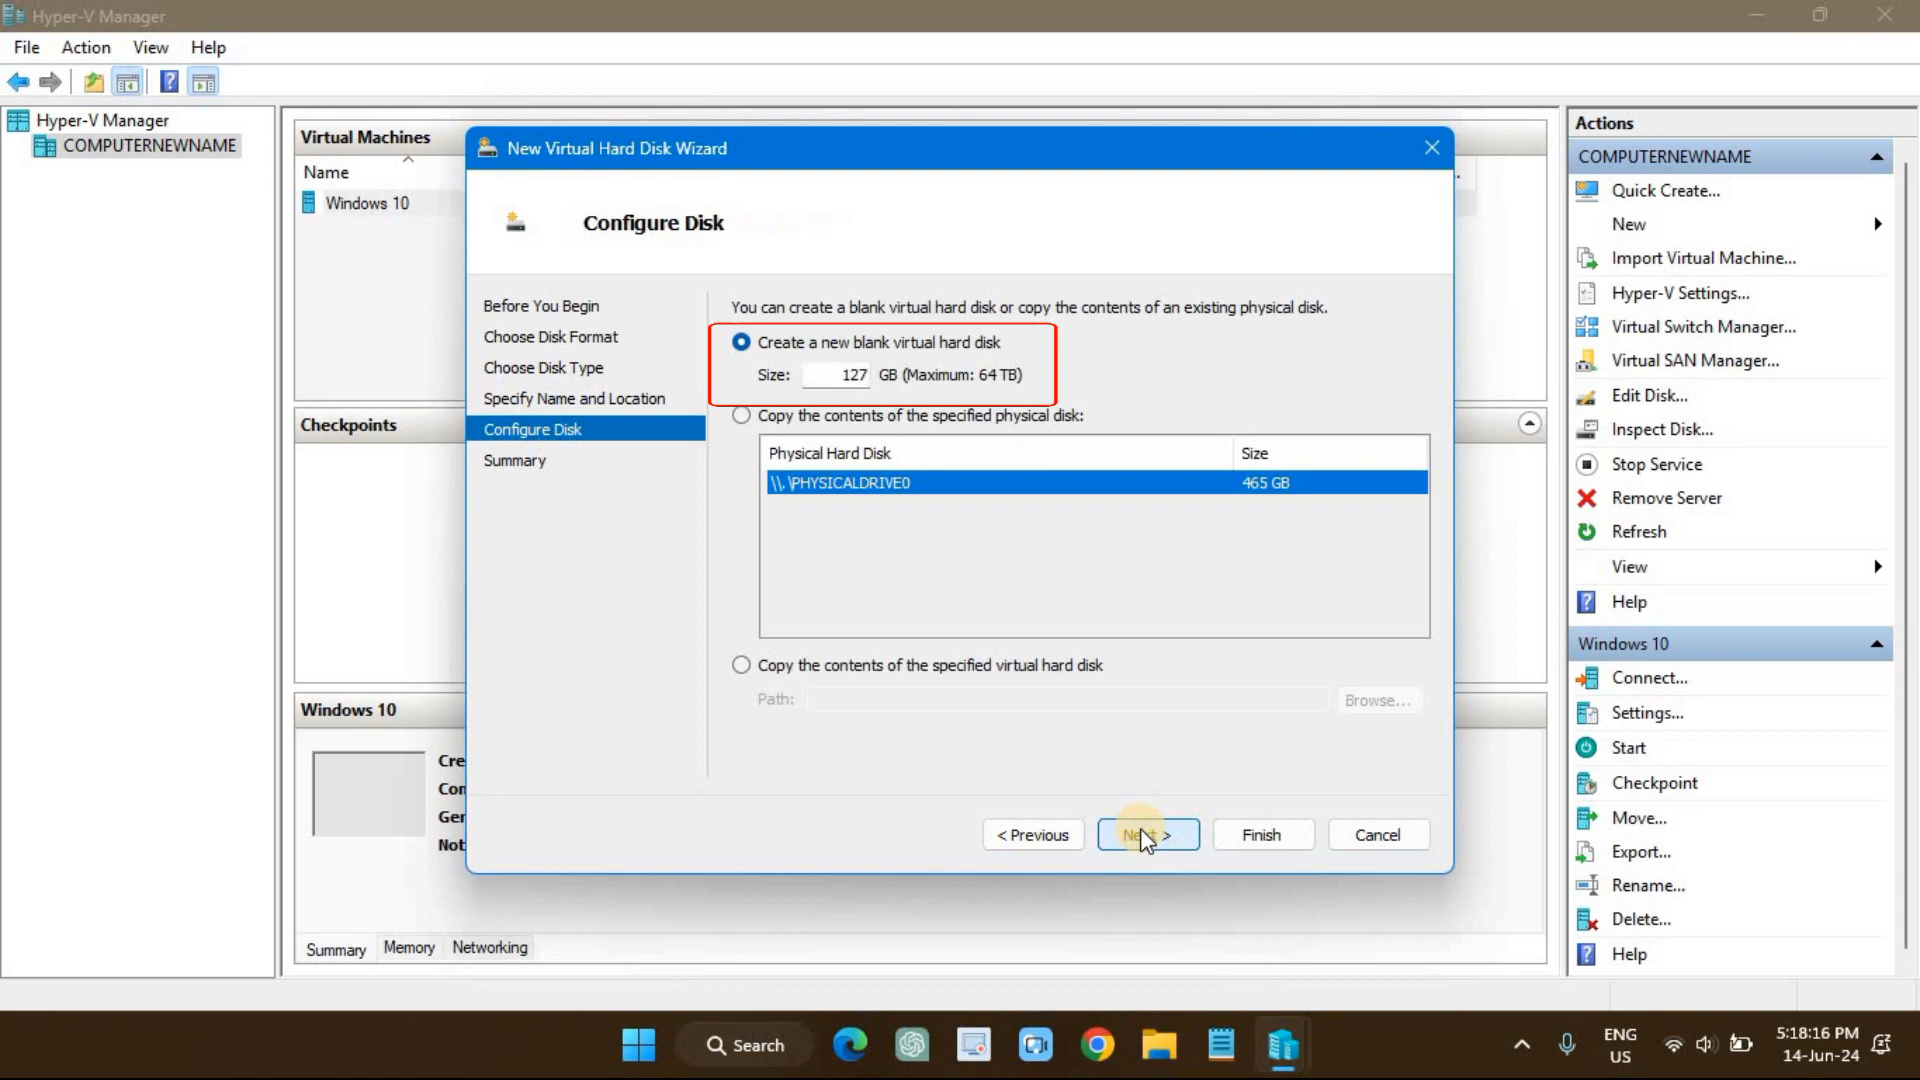 Hyper-V Manager
File Action View Help
Hyper-V Manager
COMPUTERNEWNAME
Virtual Machines
Name
Windows 10
Checkpoints
Windows 10
Cre
Con
Ger
Not
Summary Memory Networking
New Virtual Hard Disk Wizard
Configure Disk
Before You Begin
Choose Disk Format
Choose Disk Type
Specify Name and Location
Configure Disk
Summary
You can create a blank virtual hard disk or copy the contents of an existing physical disk.
Create a new blank virtual hard disk
Size: 127 GB (Maximum: 64 TB)
Copy the contents of the specified physical disk:
Physical Hard Disk Size
\\.\PHYSICALDRIVE0 465 GB
Copy the contents of the specified virtual hard disk
Path: Browse...
< Previous Next > Finish Cancel
Actions
COMPUTERNEWNAME
Quick Create...
New
Import Virtual Machine...
Hyper-V Settings...
Virtual Switch Manager...
Virtual SAN Manager...
Edit Disk...
Inspect Disk...
Stop Service
Remove Server
Refresh
View
Help
Windows 10
Connect...
Settings...
Start
Checkpoint
Move...
Export...
Rename...
Delete...
Help
Search
ENG
US
5:18:16 PM
14-Jun-24